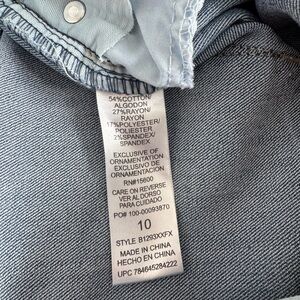 54%COTTON/
ALGODON
27%RAYON/
RAYON
17%POLYESTER/
POLIESTER
2%SPANDEX/
SPANDEX
EXCLUSIVE OF
ORNAMENTATION
EXCLUSIVO DE
ORNAMENTACION
RN#15600
CARE ON REVERSE
VER AL DORSO
PARA CUIDADO
PO# 100-00093870
10
STYLE B1293XXFX
MADE IN CHINA
HECHO EN CHINA
UPC 784645284222